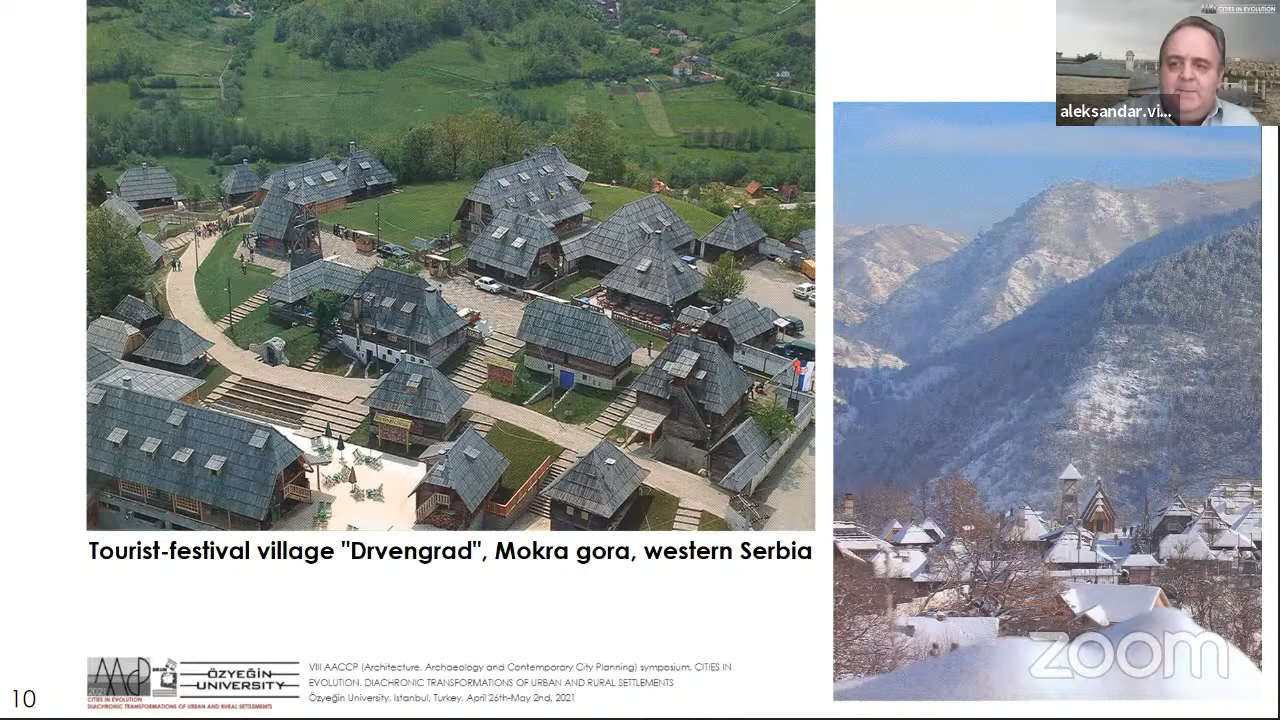 CITIES IN EVOLUTION
aleksandar.vi...
Tourist-festival village "Drvengrad", Mokra gora, western Serbia
zoom
10
AACCP
2021
CITIES IN EVOLUTION
DIACHRONIC TRANSFORMATIONS OF URBAN AND RURAL SETTLEMENTS
ÖZYEĞİN
UNIVERSITY
VIII AACCP (Architecture, Archaeology and Contemporary City Planning) symposium, CITIES IN
EVOLUTION. DIACHRONIC TRANSFORMATIONS OF URBAN AND RURAL SETTLEMENTS
Özyeğin University, Istanbul, Turkey, April 26th-May 2nd, 2021